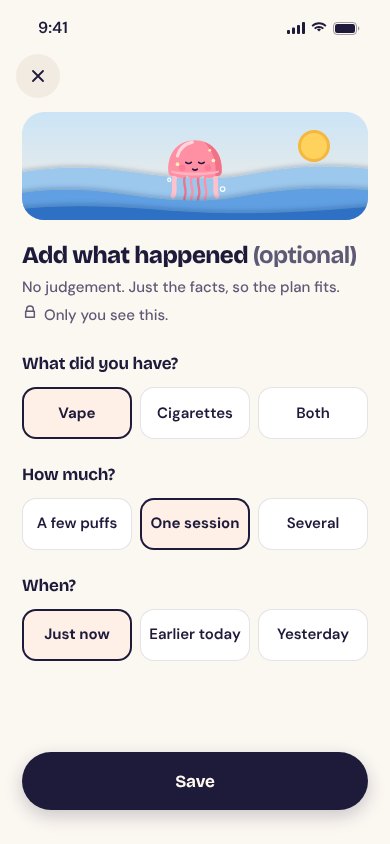 9:41
Add what happened (optional)
No judgement. Just the facts, so the plan fits.
Only you see this.
What did you have?
Vape Cigarettes Both
How much?
A few puffs One session Several
When?
Just now Earlier today Yesterday
Save